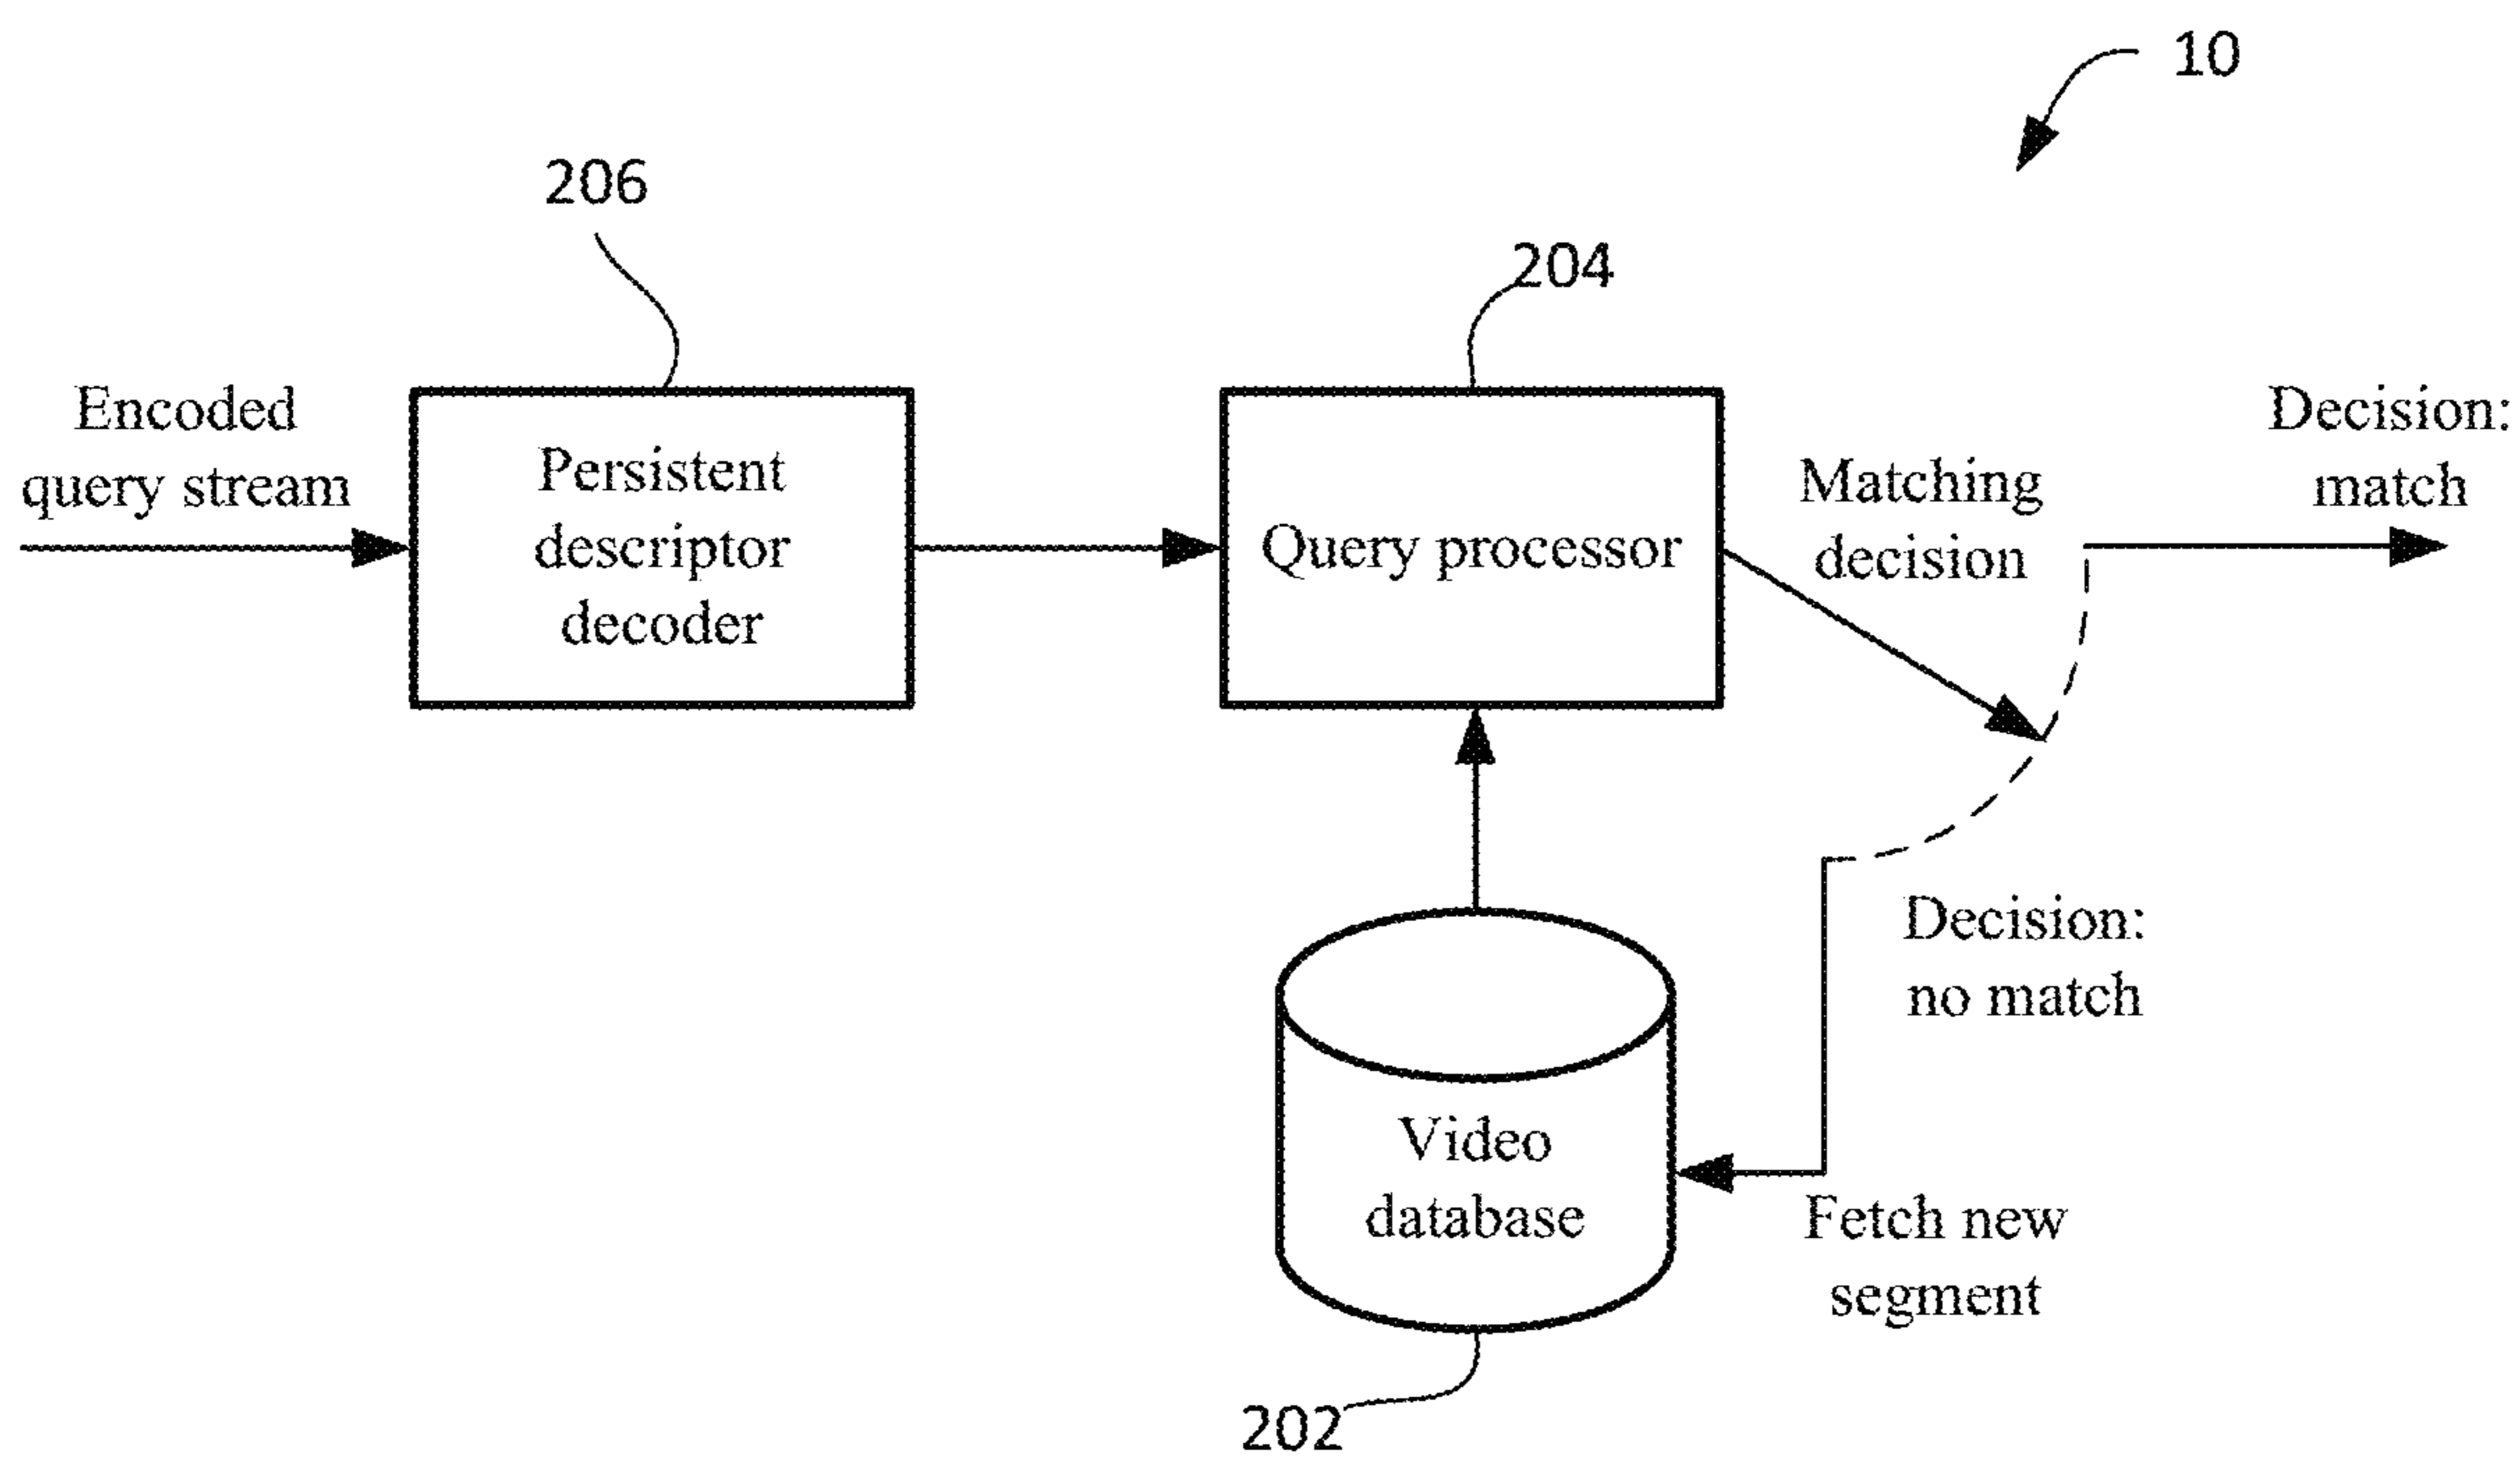 10
206
204
Encoded
query stream
Persistent
descriptor
decoder
Query processor
Matching
decision
Decision:
match
Decision:
no match
Video
database
Fetch new
segment
202